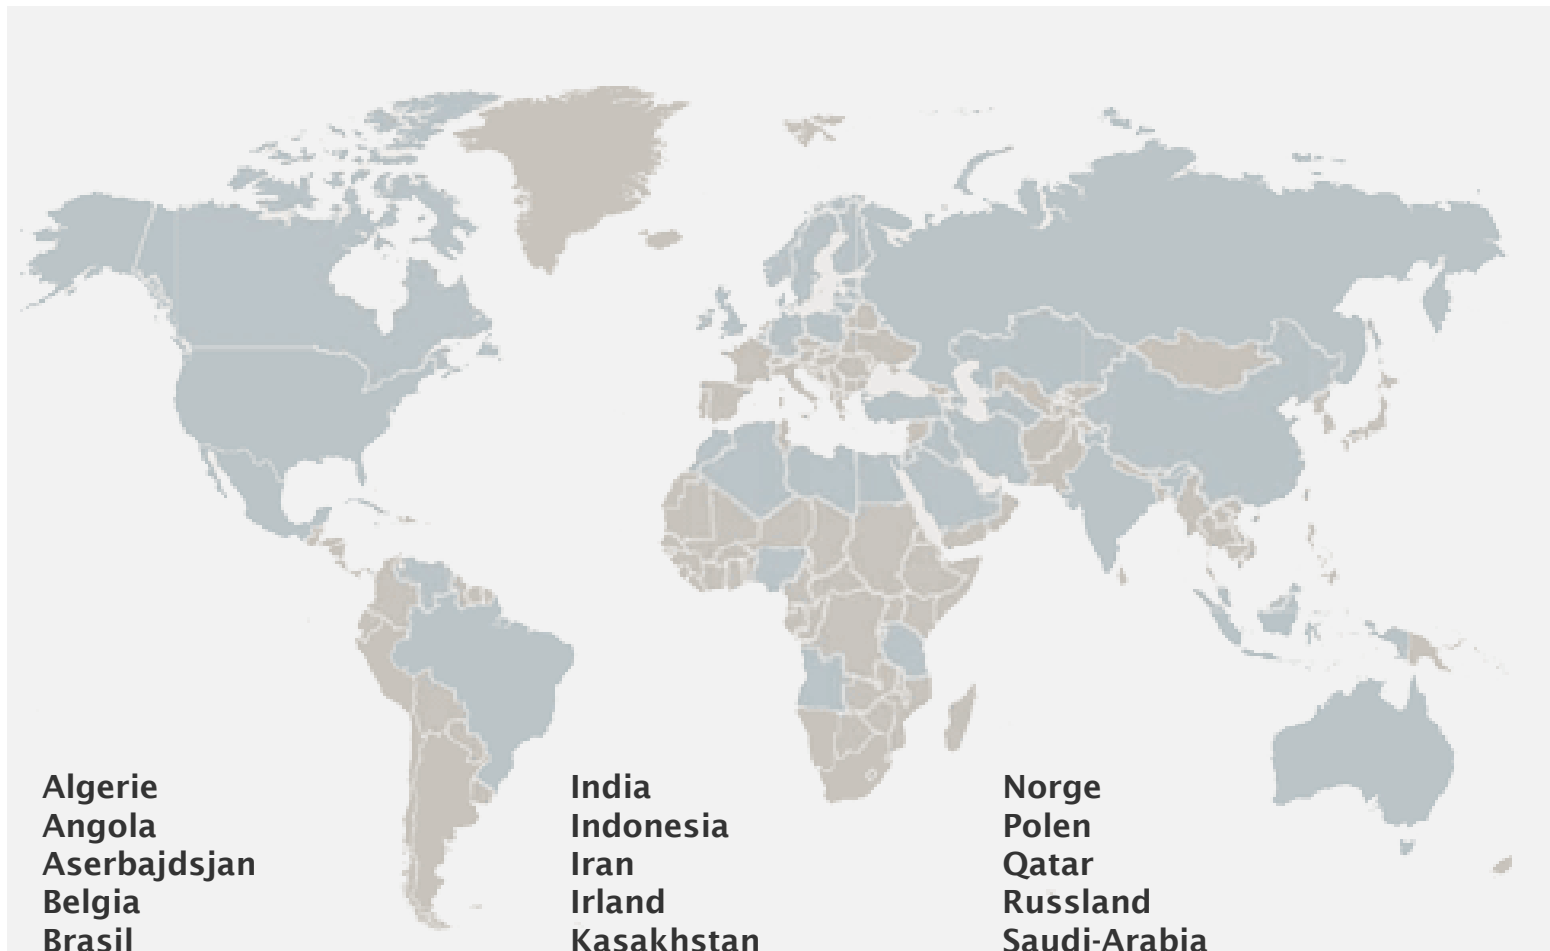 Algerie
Angola
Aserbajdsjan
Belgia
Brasil
India
Indonesia
Iran
Irland
Kasakhstan
Norge
Polen
Qatar
Russland
Saudi-Arabia